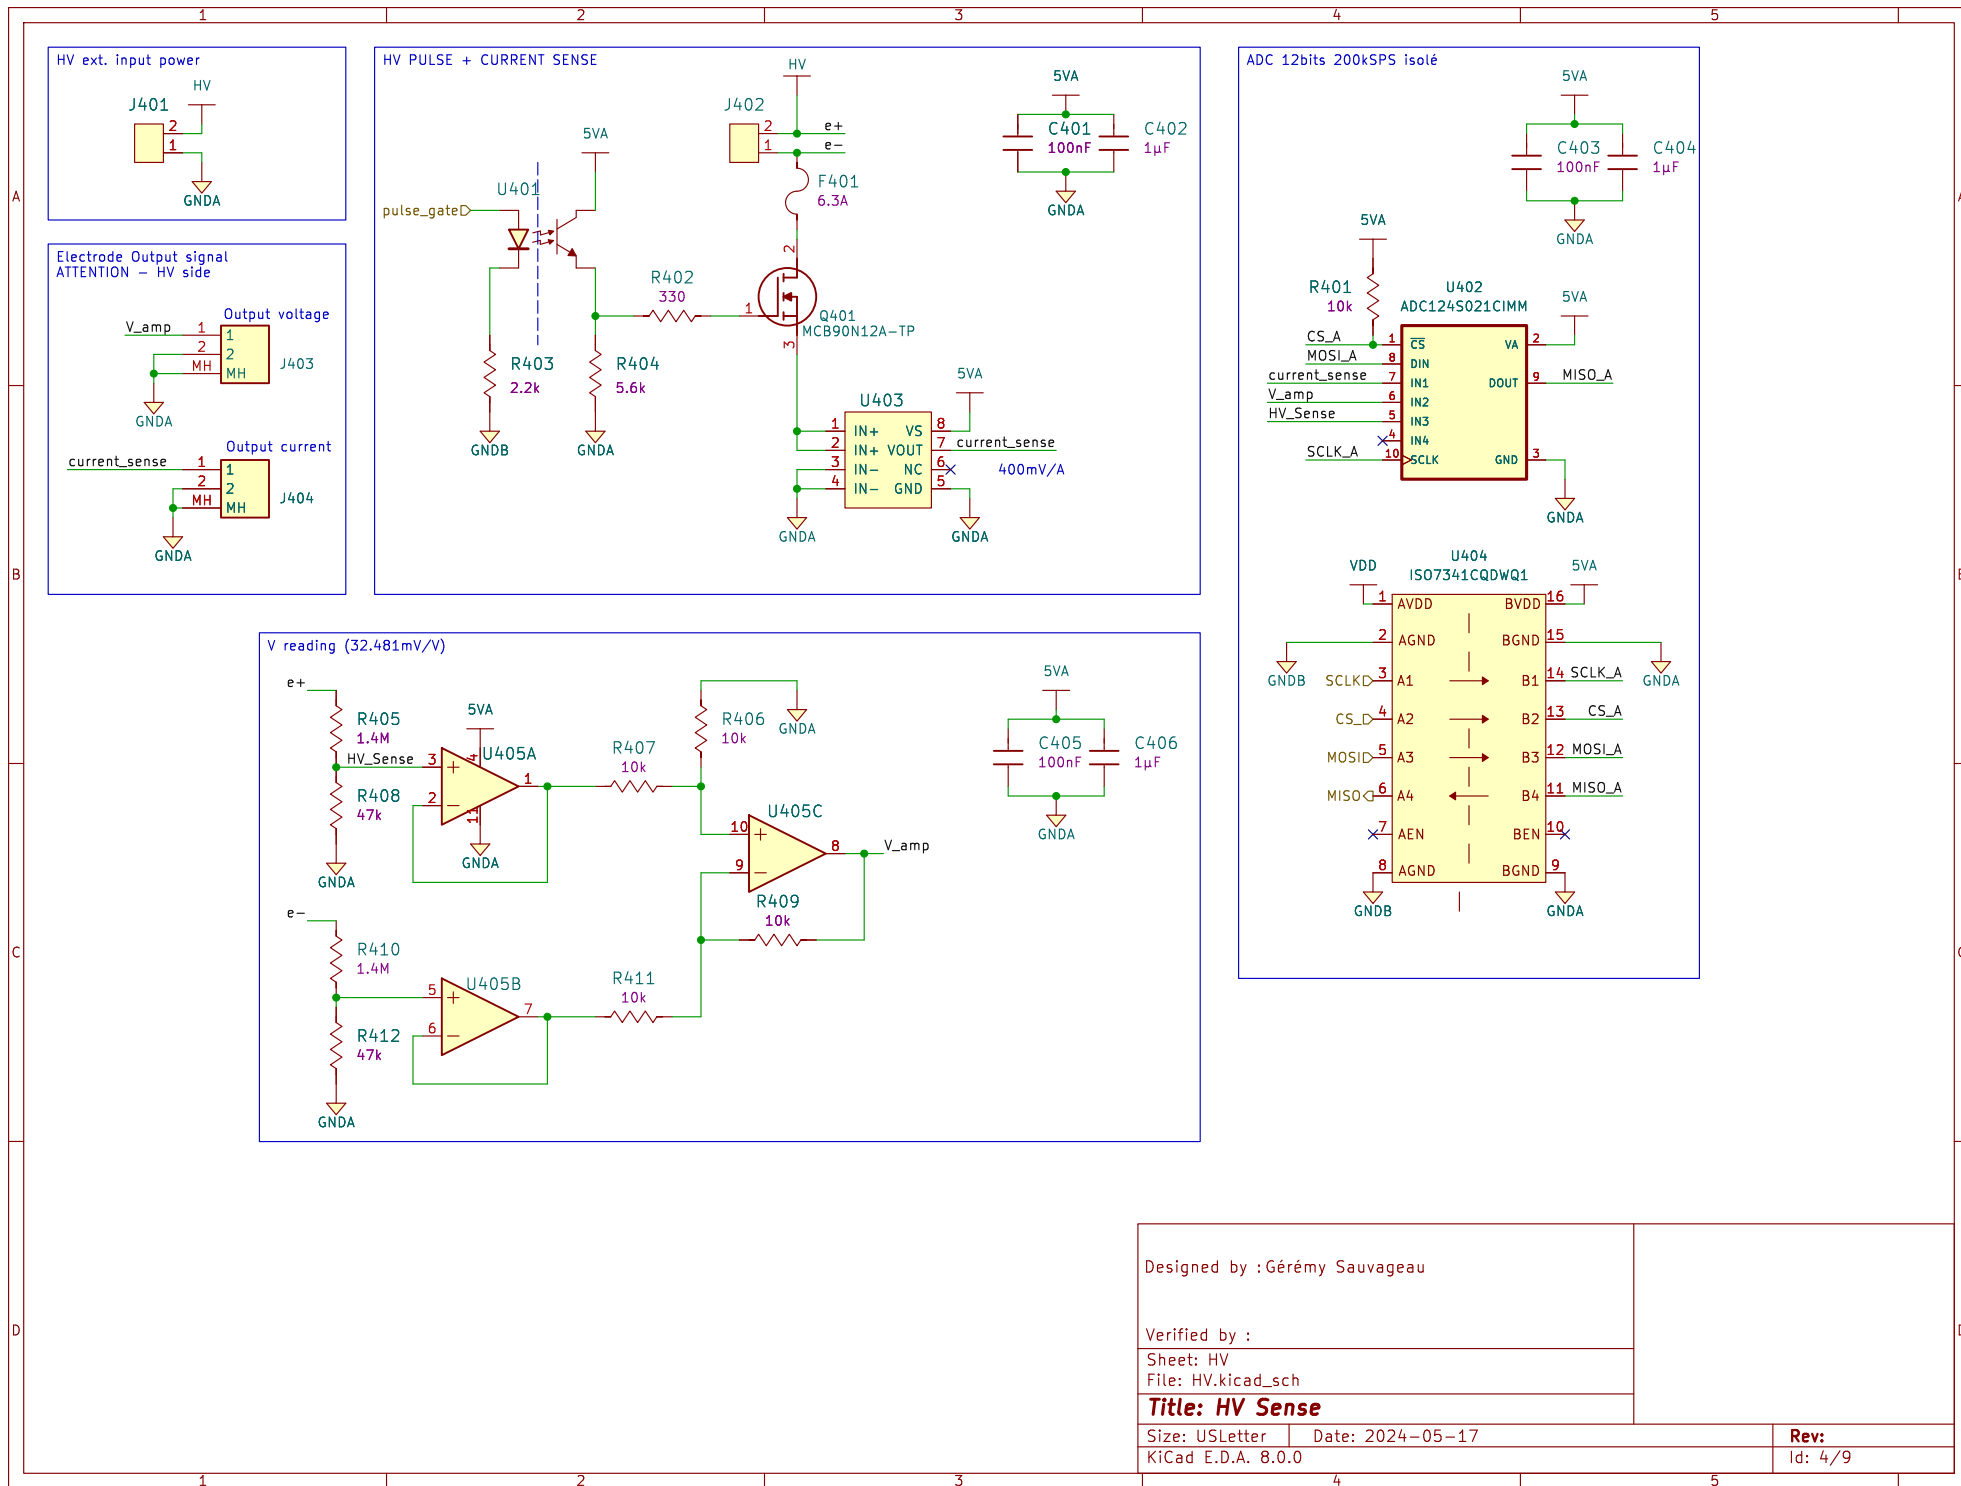 1 2 3 4 5
A
B
C
D
HV ext. input power
HV
J401
2
1
GNDA
Electrode Output signal
ATTENTION - HV side
Output voltage
V_amp
1 1
2 2
MH MH
J403
GNDA
Output current
current_sense
1 1
2 2
MH MH
J404
GNDA
HV PULSE + CURRENT SENSE
HV
J402
2
1
e+
e-
5VA
U401
pulse_gate
F401
6.3A
R402
330
1
2
3
Q401
MCB90N12A-TP
R403
2.2k
GNDB
R404
5.6k
GNDA
5VA
C401
100nF
C402
1µF
GNDA
U403
5VA
1 IN+ VS 8
2 IN+ VOUT 7
3 IN- NC 6
4 IN- GND 5
current_sense
400mV/A
GNDA
GNDA
ADC 12bits 200kSPS isolé
5VA
C403
100nF
C404
1µF
GNDA
5VA
R401
10k
U402
ADC124S021CIMM
5VA
CS_A 1 CS VA 2
MOSI_A 8 DIN
current_sense 7 IN1 DOUT 9 MISO_A
V_amp 6 IN2
HV_Sense 5 IN3
4 IN4
SCLK_A 10 SCLK GND 3
GNDA
U404
ISO7341CQDWQ1
VDD
5VA
1 AVDD BVDD 16
2 AGND BGND 15
GNDB
GNDA
SCLK 3 A1 B1 14 SCLK_A
CS_ 4 A2 B2 13 CS_A
MOSI 5 A3 B3 12 MOSI_A
MISO 6 A4 B4 11 MISO_A
7 AEN BEN 10
8 AGND BGND 9
GNDB
GNDA
V reading (32.481mV/V)
e+
R405
1.4M
HV_Sense
R408
47k
GNDA
5VA
U405A
3
2
4
11
1
GNDA
R407
10k
R406
10k
GNDA
U405C
10
9
8
V_amp
R409
10k
5VA
C405
100nF
C406
1µF
GNDA
e-
R410
1.4M
R412
47k
GNDA
U405B
5
6
7
R411
10k
Designed by : Gérémy Sauvageau
Verified by :
Sheet: HV
File: HV.kicad_sch
Title: HV Sense
Size: USLetter Date: 2024-05-17 Rev:
KiCad E.D.A. 8.0.0 Id: 4/9
1 2 3 4 5